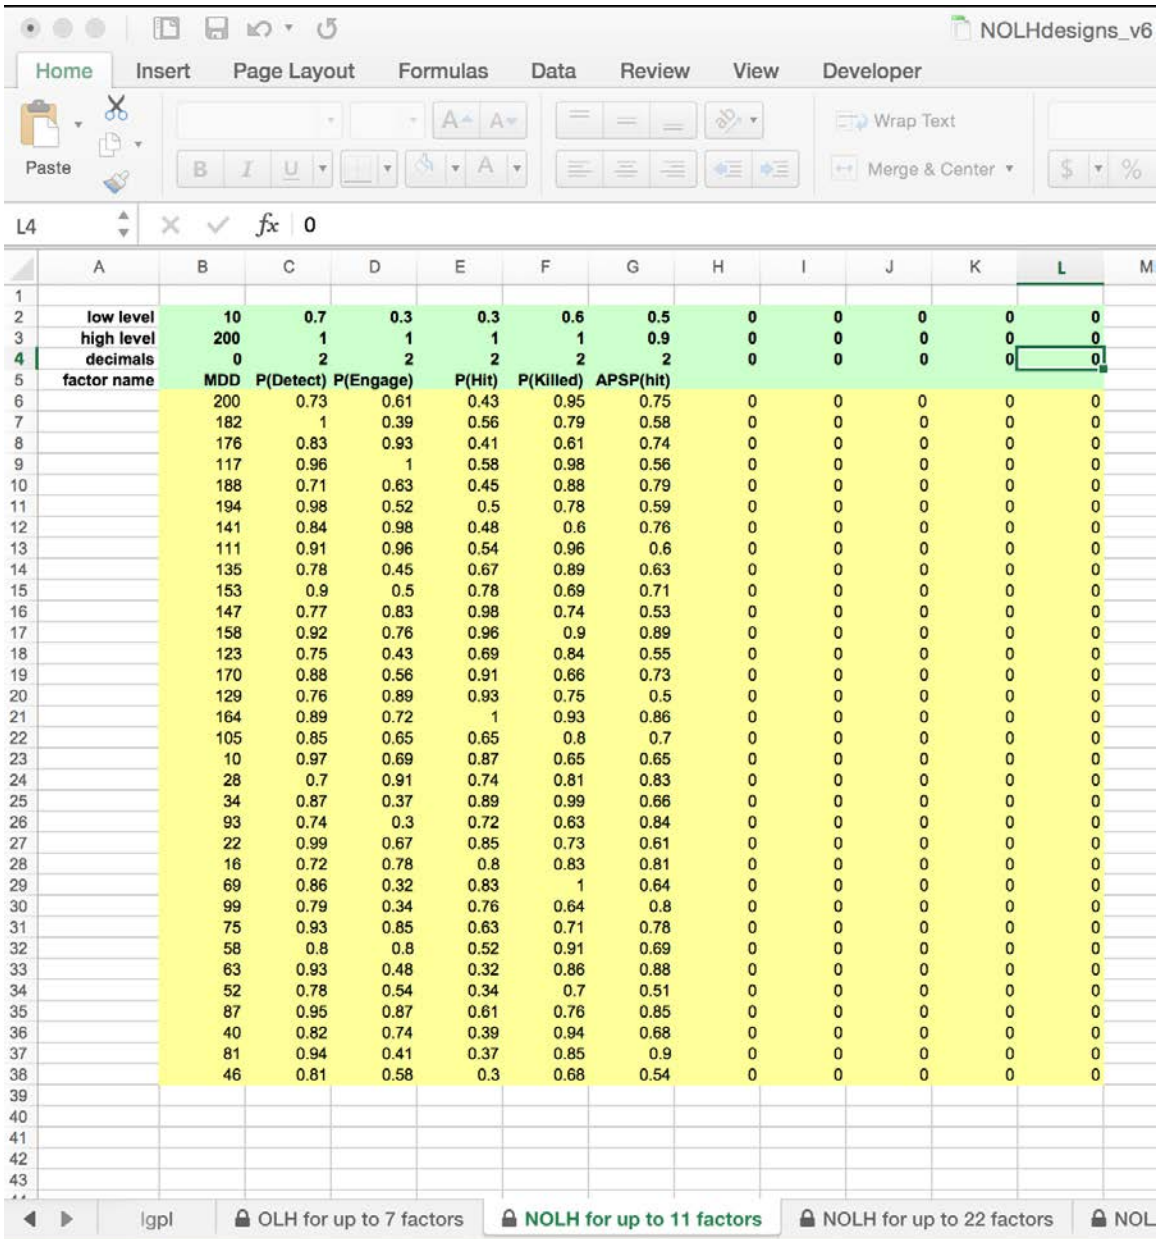 NOLHdesigns_v6
Home Insert Page Layout Formulas Data Review View Developer
A A Wrap Text
Paste B I U A Merge & Center $ %
L4 fx 0
A B C D E F G H I J K L M
1
2 low level 10 0.7 0.3 0.3 0.6 0.5 0 0 0 0 0
3 high level 200 1 1 1 1 0.9 0 0 0 0 0
4 decimals 0 2 2 2 2 2 0 0 0 0 0
5 factor name MDD P(Detect) P(Engage) P(Hit) P(Killed) APSP(hit)
6 200 0.73 0.61 0.43 0.95 0.75 0 0 0 0 0
7 182 1 0.39 0.56 0.79 0.58 0 0 0 0 0
8 176 0.83 0.93 0.41 0.61 0.74 0 0 0 0 0
9 117 0.96 1 0.58 0.98 0.56 0 0 0 0 0
10 188 0.71 0.63 0.45 0.88 0.79 0 0 0 0 0
11 194 0.98 0.52 0.5 0.78 0.59 0 0 0 0 0
12 141 0.84 0.98 0.48 0.6 0.76 0 0 0 0 0
13 111 0.91 0.96 0.54 0.96 0.6 0 0 0 0 0
14 135 0.78 0.45 0.67 0.89 0.63 0 0 0 0 0
15 153 0.9 0.5 0.78 0.69 0.71 0 0 0 0 0
16 147 0.77 0.83 0.98 0.74 0.53 0 0 0 0 0
17 158 0.92 0.76 0.96 0.9 0.89 0 0 0 0 0
18 123 0.75 0.43 0.69 0.84 0.55 0 0 0 0 0
19 170 0.88 0.56 0.91 0.66 0.73 0 0 0 0 0
20 129 0.76 0.89 0.93 0.75 0.5 0 0 0 0 0
21 164 0.89 0.72 1 0.93 0.86 0 0 0 0 0
22 105 0.85 0.65 0.65 0.8 0.7 0 0 0 0 0
23 10 0.97 0.69 0.87 0.65 0.65 0 0 0 0 0
24 28 0.7 0.91 0.74 0.81 0.83 0 0 0 0 0
25 34 0.87 0.37 0.89 0.99 0.66 0 0 0 0 0
26 93 0.74 0.3 0.72 0.63 0.84 0 0 0 0 0
27 22 0.99 0.67 0.85 0.73 0.61 0 0 0 0 0
28 16 0.72 0.78 0.8 0.83 0.81 0 0 0 0 0
29 69 0.86 0.32 0.83 1 0.64 0 0 0 0 0
30 99 0.79 0.34 0.76 0.64 0.8 0 0 0 0 0
31 75 0.93 0.85 0.63 0.71 0.78 0 0 0 0 0
32 58 0.8 0.8 0.52 0.91 0.69 0 0 0 0 0
33 63 0.93 0.48 0.32 0.86 0.88 0 0 0 0 0
34 52 0.78 0.54 0.34 0.7 0.51 0 0 0 0 0
35 87 0.95 0.87 0.61 0.76 0.85 0 0 0 0 0
36 40 0.82 0.74 0.39 0.94 0.68 0 0 0 0 0
37 81 0.94 0.41 0.37 0.85 0.9 0 0 0 0 0
38 46 0.81 0.58 0.3 0.68 0.54 0 0 0 0 0
39
40
41
42
43
lgpl OLH for up to 7 factors NOLH for up to 11 factors NOLH for up to 22 factors NOL